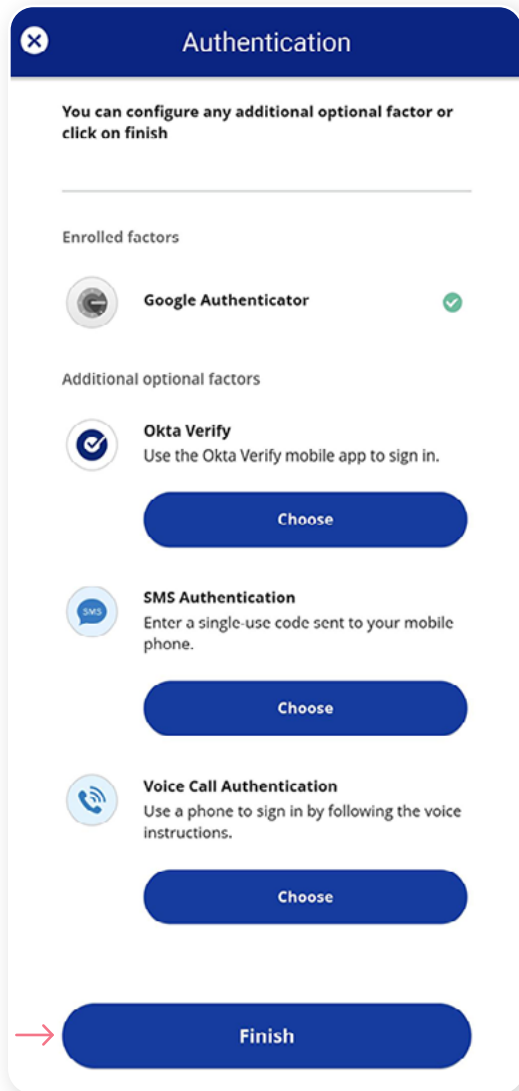 Authentication
You can configure any additional optional factor or
click on finish
Enrolled factors
Google Authenticator
Additional optional factors
Okta Verify
Use the Okta Verify mobile app to sign in.
Choose
SMS
SMS Authentication
Enter a single-use code sent to your mobile
phone.
Choose
Voice Call Authentication
Use a phone to sign in by following the voice
instructions.
Choose
Finish